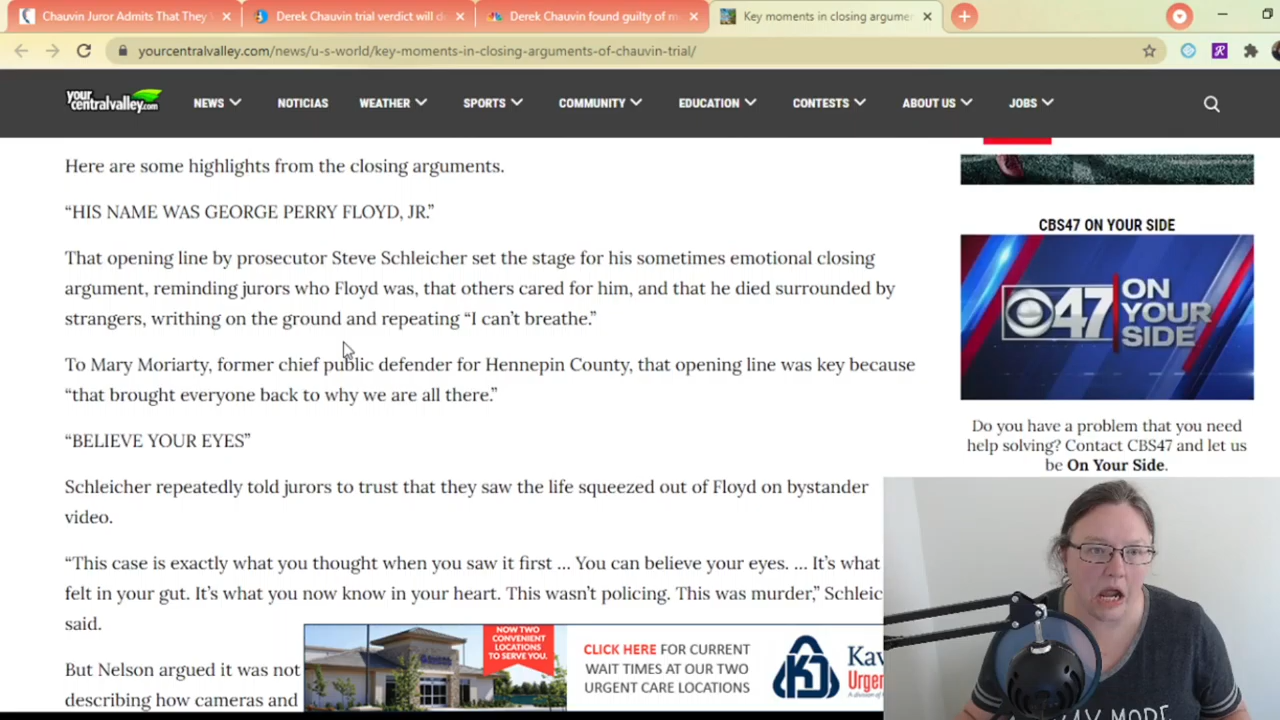 Chauvin Juror Admits That They
Derek Chauvin trial verdict will d
Derek Chauvin found guilty of m
Key moments in closing argume
yourcentralvalley.com/news/u-s-world/key-moments-in-closing-arguments-of-chauvin-trial/
your
centralvalley.com
NEWS
NOTICIAS
WEATHER
SPORTS
COMMUNITY
EDUCATION
CONTESTS
ABOUT US
JOBS
Here are some highlights from the closing arguments.
“HIS NAME WAS GEORGE PERRY FLOYD, JR.”
That opening line by prosecutor Steve Schleicher set the stage for his sometimes emotional closing
argument, reminding jurors who Floyd was, that others cared for him, and that he died surrounded by
strangers, writhing on the ground and repeating “I can’t breathe.”
To Mary Moriarty, former chief public defender for Hennepin County, that opening line was key because
“that brought everyone back to why we are all there.”
“BELIEVE YOUR EYES”
Schleicher repeatedly told jurors to trust that they saw the life squeezed out of Floyd on bystander
video.
“This case is exactly what you thought when you saw it first … You can believe your eyes. … It’s what
felt in your gut. It’s what you now know in your heart. This wasn’t policing. This was murder,” Schleic
said.
But Nelson argued it was not
describing how cameras and
CBS47 ON YOUR SIDE
CBS 47 ON
YOUR
SIDE
Do you have a problem that you need
help solving? Contact CBS47 and let us
be On Your Side.
NOW TWO
CONVENIENT
LOCATIONS
TO SERVE YOU.
CLICK HERE FOR CURRENT
WAIT TIMES AT OUR TWO
URGENT CARE LOCATIONS
Kav
Urge
MODE